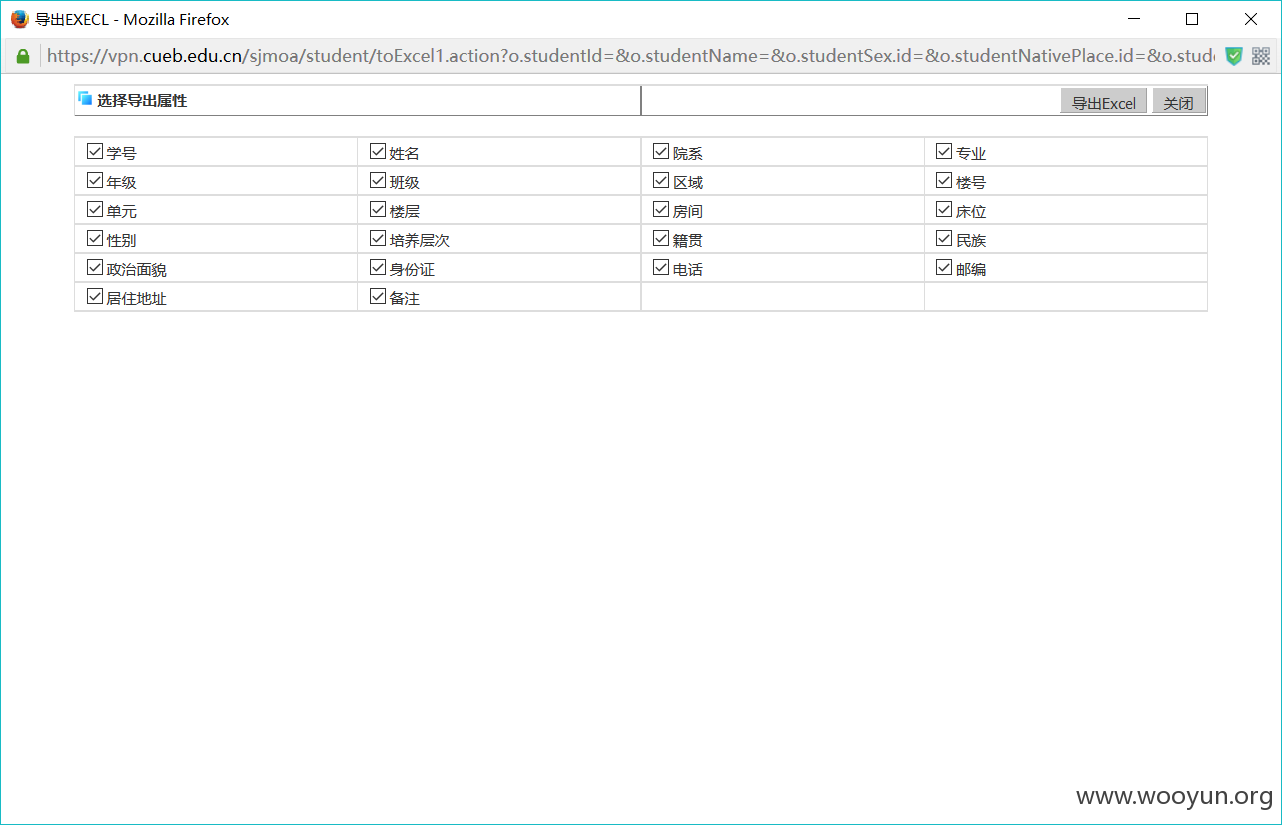 导出EXECL - Mozilla Firefox
https://vpn.cueb.edu.cn/sjmoa/student/toExcel1.action?o.studentId=&o.studentName=&o.studentSex.id=&o.studentNativePlace.id=&o.stud
选择导出属性 导出Excel 关闭
学号 姓名 院系 专业
年级 班级 区域 楼号
单元 楼层 房间 床位
性别 培养层次 籍贯 民族
政治面貌 身份证 电话 邮编
居住地址 备注
www.wooyun.org